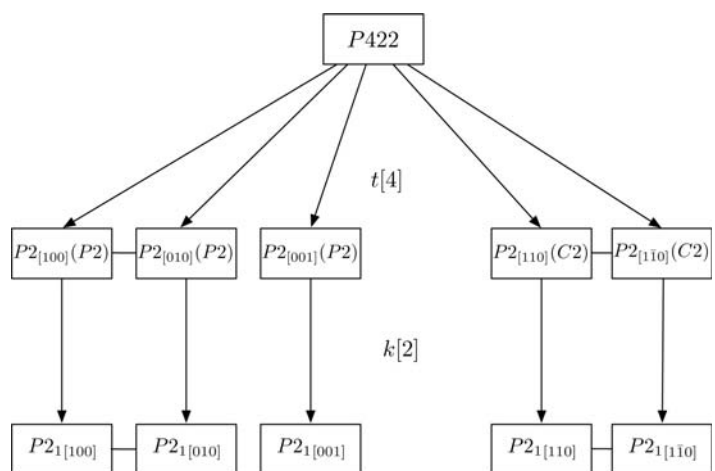 P422
t[4]
P2[100](P2) P2[010](P2) P2[001](P2) P2[110](C2) P2[11̄0](C2)
k[2]
P21[100] P21[010] P21[001] P21[110] P21[11̄0]